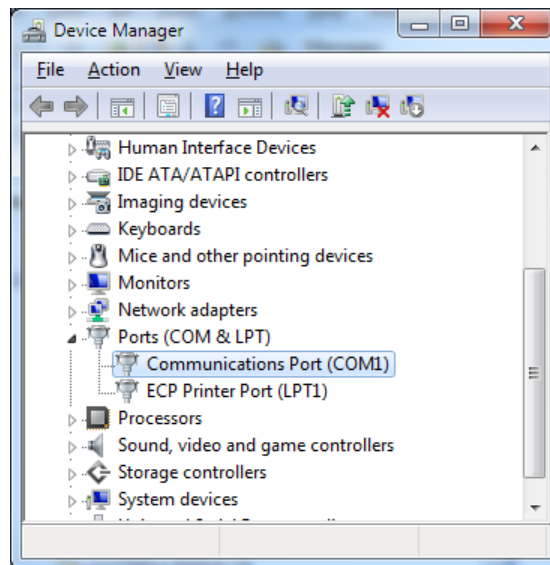 Device Manager
File Action View Help
Human Interface Devices
IDE ATA/ATAPI controllers
Imaging devices
Keyboards
Mice and other pointing devices
Monitors
Network adapters
Ports (COM & LPT)
Communications Port (COM1)
ECP Printer Port (LPT1)
Processors
Sound, video and game controllers
Storage controllers
System devices